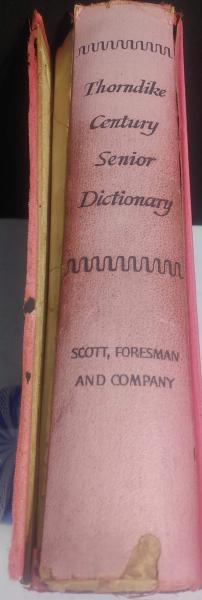 Thorndike
Century
Senior
Dictionary
SCOTT, FORESMAN
AND COMPANY